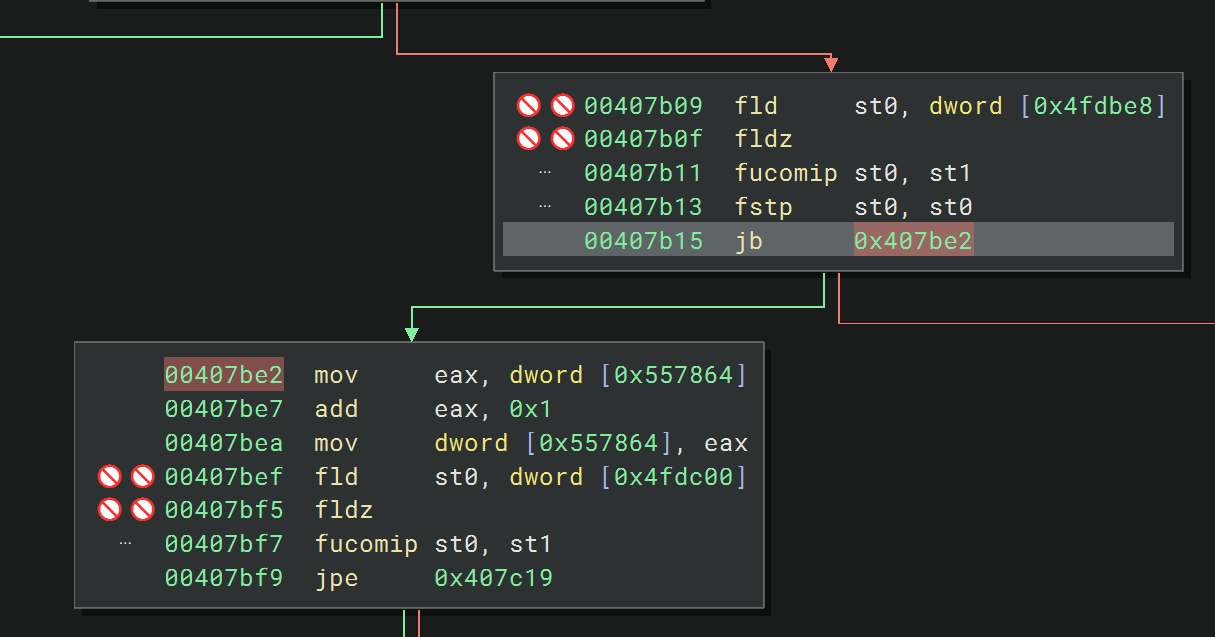 00407b09 fld st0, dword [0x4fdbe8]
00407b0f fldz
… 00407b11 fucomip st0, st1
… 00407b13 fstp st0, st0
00407b15 jb 0x407be2
00407be2 mov eax, dword [0x557864]
00407be7 add eax, 0x1
00407bea mov dword [0x557864], eax
00407bef fld st0, dword [0x4fdc00]
00407bf5 fldz
… 00407bf7 fucomip st0, st1
00407bf9 jpe 0x407c19